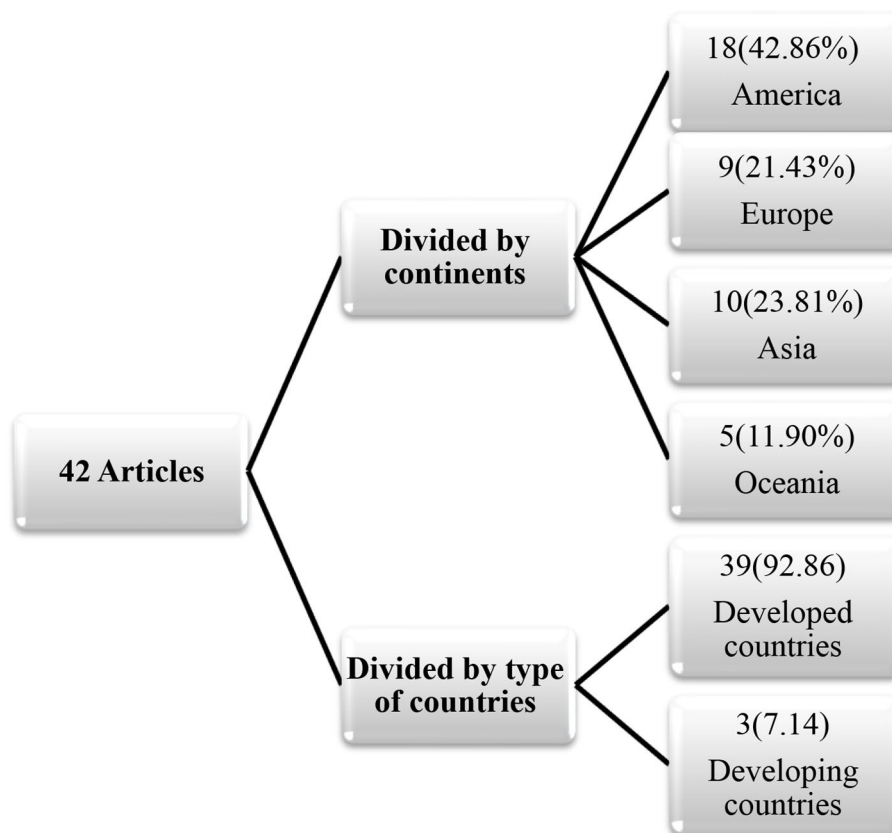 42 Articles
Divided by
continents
18(42.86%)
America
9(21.43%)
Europe
10(23.81%)
Asia
5(11.90%)
Oceania
Divided by type
of countries
39(92.86)
Developed
countries
3(7.14)
Developing
countries